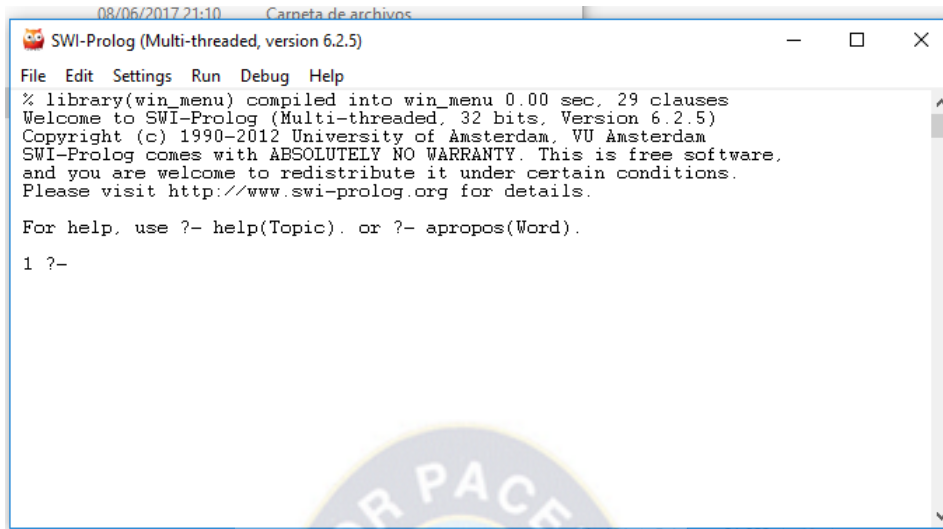 08/06/2017 21:10 Carpeta de archivos
SWI-Prolog (Multi-threaded, version 6.2.5)
File Edit Settings Run Debug Help
% library(win_menu) compiled into win_menu 0.00 sec, 29 clauses
Welcome to SWI-Prolog (Multi-threaded, 32 bits, Version 6.2.5)
Copyright (c) 1990-2012 University of Amsterdam, VU Amsterdam
SWI-Prolog comes with ABSOLUTELY NO WARRANTY. This is free software,
and you are welcome to redistribute it under certain conditions.
Please visit http://www.swi-prolog.org for details.
For help, use ?- help(Topic). or ?- apropos(Word).
1 ?-
OR PACE